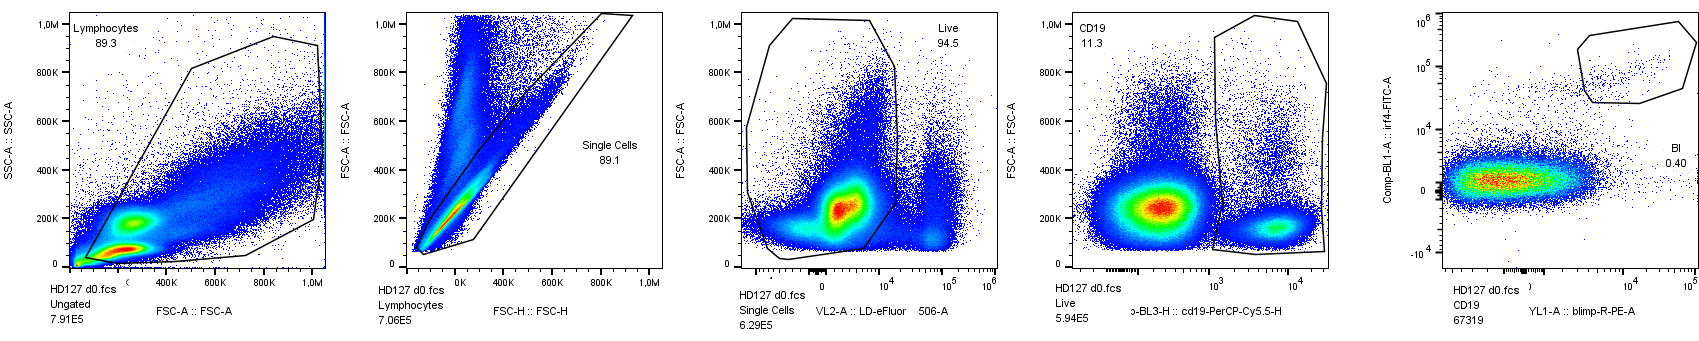 1,0M
800K
600K
400K
200K
0
SSC-A :: SSC-A
Lymphocytes
89.3
400K
600K
800K
1,0M
HD127 d0.fcs
Ungated
7.91E5
FSC-A :: FSC-A
1,0M
800K
600K
400K
200K
0
FSC-A :: FSC-A
Single Cells
89.1
0K
400K
600K
800K
1,0M
HD127 d0.fcs
Lymphocytes
7.06E5
FSC-H :: FSC-H
1,0M
800K
600K
400K
200K
0
FSC-A :: FSC-A
Live
94.5
0
10^4
10^5
10^6
HD127 d0.fcs
Single Cells
6.29E5
VL2-A :: LD-eFluor 506-A
1,0M
800K
600K
400K
200K
0
FSC-A :: FSC-A
CD19
11.3
10^3
10^4
HD127 d0.fcs
Live
5.94E5
-BL3-H :: cd19-PerCP-Cy5.5-H
10^6
10^5
10^4
0
-10^4
Comp-BL1-A :: irf4-FITC-A
BI
0.40
10^4
10^5
HD127 d0.fcs
CD19
67319
YL1-A :: blimp-R-PE-A